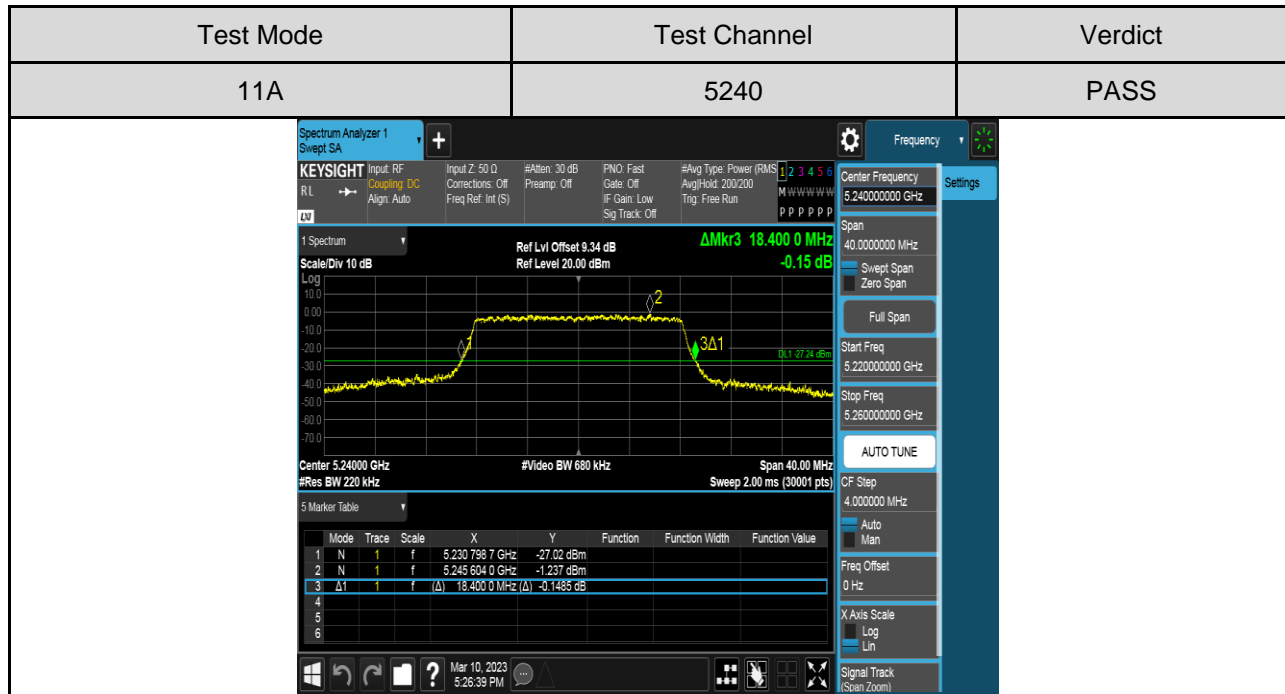 Test Mode Test Channel Verdict
11A 5240 PASS
Spectrum Analyzer 1
Swept SA
+
Frequency
KEYSIGHT Input: RF Input Z: 50 Ω #Atten: 30 dB PNO: Fast #Avg Type: Power (RMS 1 2 3 4 5 6
RL Coupling: DC Corrections: Off Preamp: Off Gate: Off Avg|Hold: 200/200 M W W W W W
Align: Auto Freq Ref: Int (S) IF Gain: Low Trig: Free Run
LXI Sig Track: Off P P P P P P
Center Frequency
5.240000000 GHz
Settings
Span
40.0000000 MHz
Swept Span
Zero Span
Full Span
Start Freq
5.220000000 GHz
Stop Freq
5.260000000 GHz
AUTO TUNE
CF Step
4.000000 MHz
Auto
Man
Freq Offset
0 Hz
X Axis Scale
Log
Lin
Signal Track
(Span Zoom)
1 Spectrum
Ref Lvl Offset 9.34 dB ΔMkr3 18.400 0 MHz
Scale/Div 10 dB Ref Level 20.00 dBm -0.15 dB
Log
10.0
0.00
-10.0
-20.0
-30.0
-40.0
-50.0
-60.0
-70.0
1
2
3Δ1
DL1 -27.24 dBm
Center 5.24000 GHz #Video BW 680 kHz Span 40.00 MHz
#Res BW 220 kHz Sweep 2.00 ms (30001 pts)
5 Marker Table
Mode Trace Scale X Y Function Function Width Function Value
1 N 1 f 5.230 798 7 GHz -27.02 dBm
2 N 1 f 5.245 604 0 GHz -1.237 dBm
3 Δ1 1 f (Δ) 18.400 0 MHz (Δ) -0.1485 dB
4
5
6
? Mar 10, 2023
5:26:39 PM